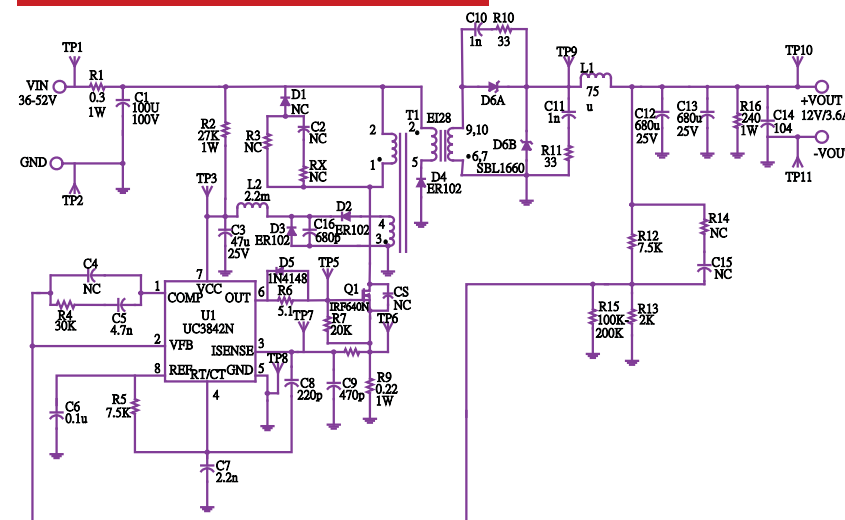 TP1
VIN
36-52V
R1
0.3
1W
C1
100U
100V
GND
TP2
R2
27K
1W
D1
NC
R3
NC
C2
NC
RX
NC
2
1
T1
2
5
EI28
9,10
6,7
D4
ER102
C10
1n
R10
33
D6A
D6B
SBL1660
TP9
C11
1n
R11
33
L1
75
u
C12
680u
25V
C13
680u
25V
R16
240
1W
C14
104
TP10
+VOUT
12V/3.6A
-VOU
TP11
TP3
L2
2.2m
C3
47u
25V
D3
ER102
C16
680p
D2
ER102
4
3
R12
7.5K
R14
NC
C15
NC
R15
100K-
200K
R13
2K
C4
NC
R4
30K
C5
4.7n
1
2
8
7
VCC
COMP
OUT
U1
UC3842N
VFB
ISENSE
REF
RT/CT
GND
6
3
5
4
D5
1N4148
R6
5.1
TP5
Q1
IRF640N
R7
20K
CS
NC
TP6
TP7
TP8
C8
220p
C9
470p
R9
0.22
1W
C6
0.1u
R5
7.5K
C7
2.2n